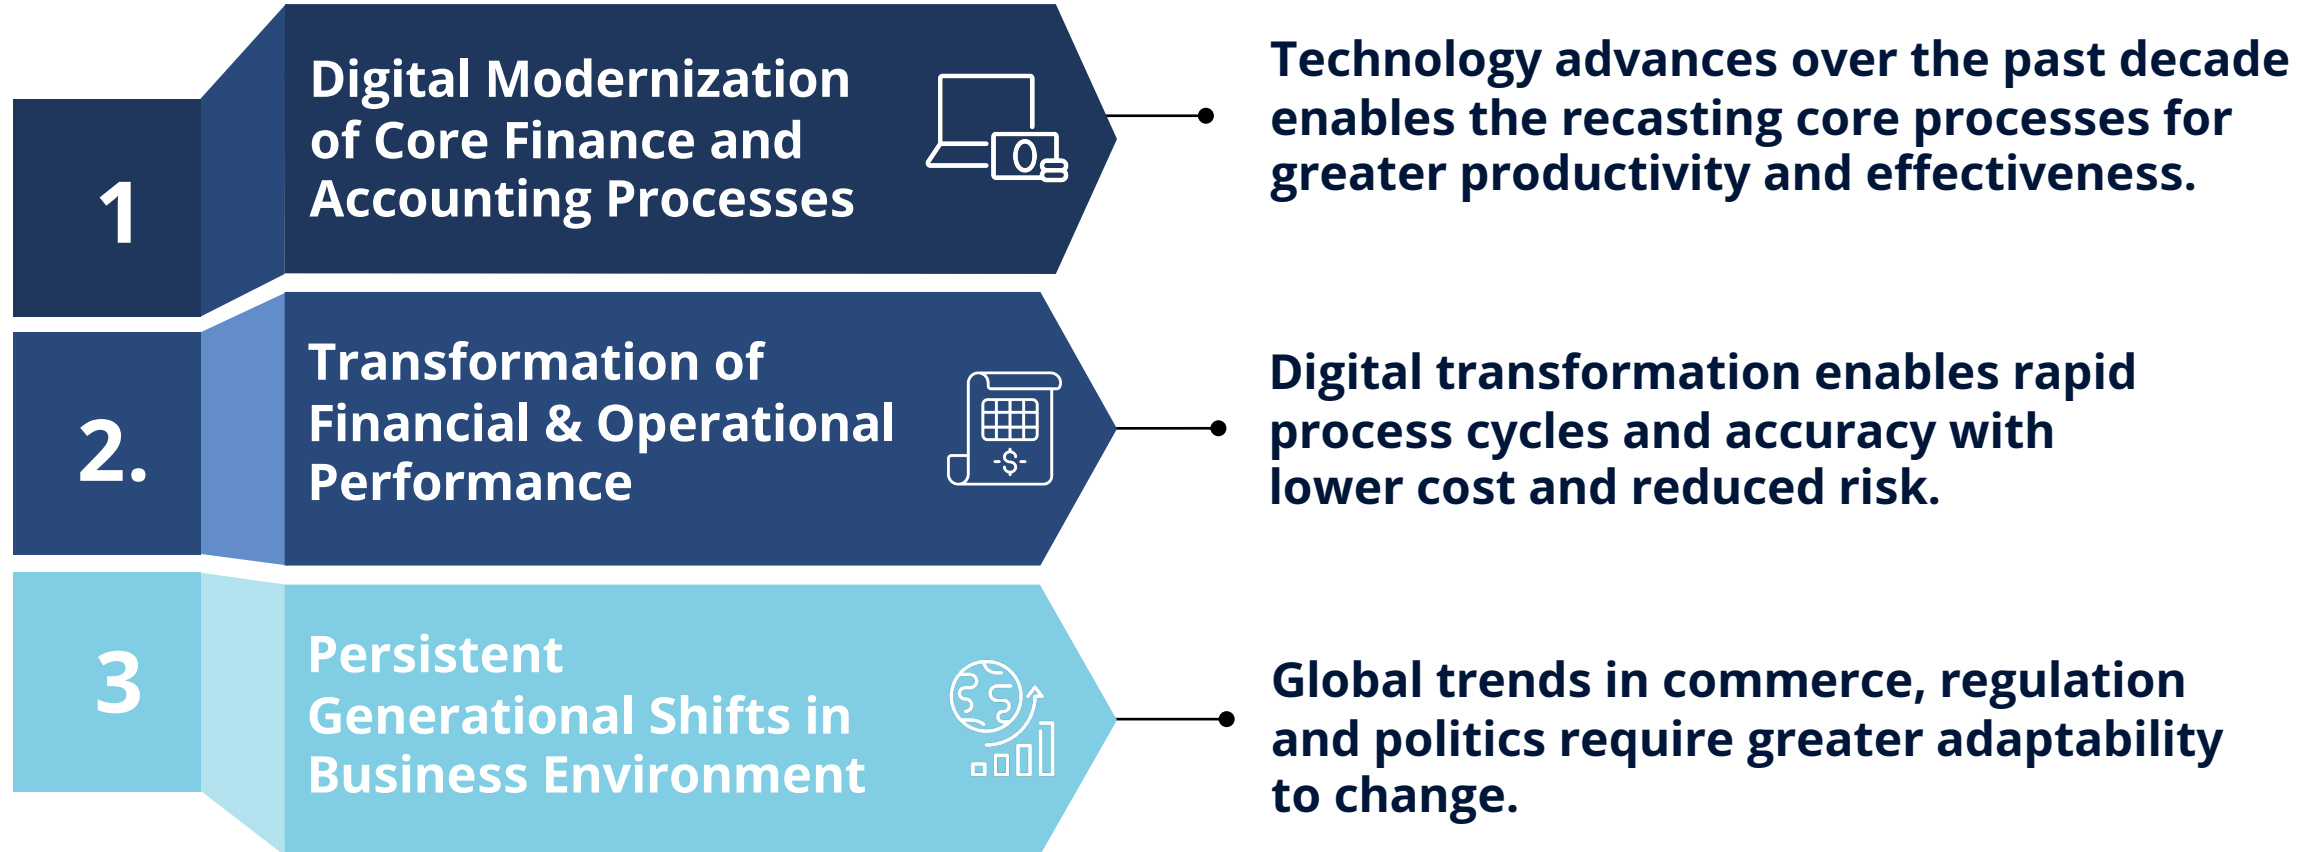 1
Digital Modernization
of Core Finance and
Accounting Processes
Technology advances over the past decade
enables the recasting core processes for
greater productivity and effectiveness.
2.
Transformation of
Financial & Operational
Performance
-$-
Digital transformation enables rapid
process cycles and accuracy with
lower cost and reduced risk.
3
Persistent
Generational Shifts in
Business Environment
Global trends in commerce, regulation
and politics require greater adaptability
to change.